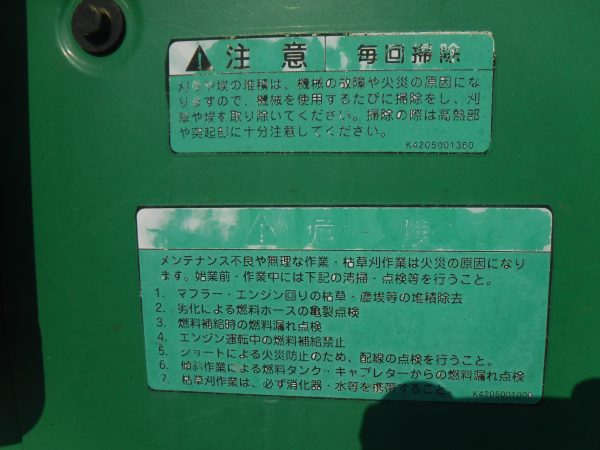 注意 毎回掃除
刈草や埃の堆積は、機械の故障や火災の原因にな
りますので、機械を使用するたびに掃除をし、刈
草や埃を取り除いてください。掃除の際は高熱部
や突起部に十分注意してください。
K4205001360
危険
メンテナンス不良や無理な作業・枯草刈作業は火災の原因になり
ます。始業前・作業中には下記の清掃・点検等を行うこと。
1. マフラー・エンジン回りの枯草・塵埃等の堆積除去
2. 劣化による燃料ホースの亀裂点検
3. 燃料補給時の燃料漏れ点検
4. エンジン運転中の燃料補給禁止
5. ショートによる火災防止のため、配線の点検を行うこと。
6. 傾斜作業による燃料タンク・キャブレターからの燃料漏れ点検
7. 枯草刈作業は、必ず消化器・水等を携帯すること。
K4205001000